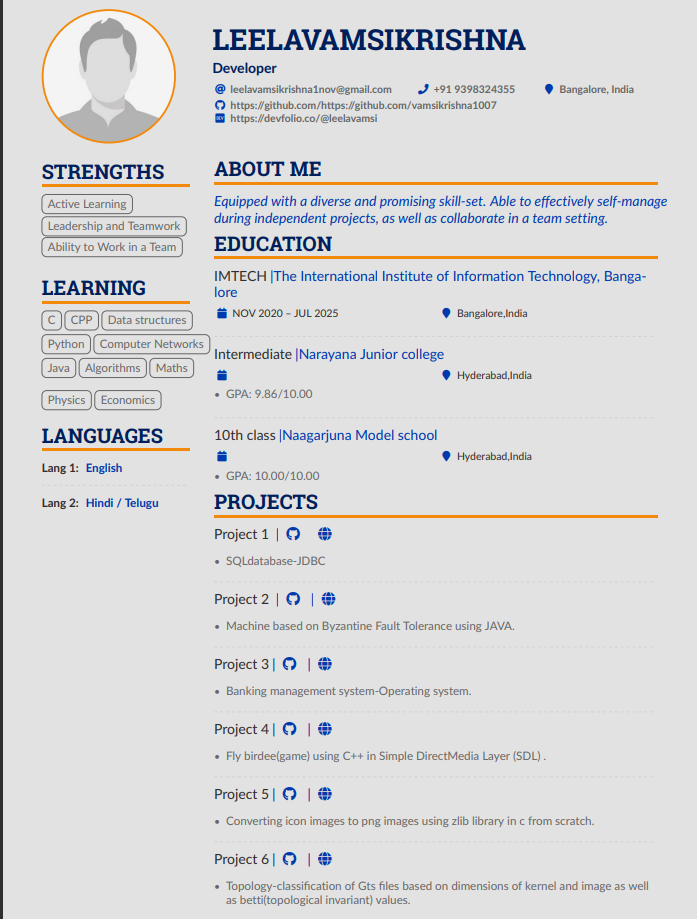 LEELAVAMSIKRISHNA
Developer
leelavamsikrishna1nov@gmail.com +91 9398324355 Bangalore, India
https://github.com/https://github.com/vamsikrishna1007
DEV https://devfolio.co/@leelavamsi
STRENGTHS
Active Learning
Leadership and Teamwork
Ability to Work in a Team
LEARNING
C CPP Data structures
Python Computer Networks
Java Algorithms Maths
Physics Economics
LANGUAGES
Lang 1: English
Lang 2: Hindi / Telugu
ABOUT ME
Equipped with a diverse and promising skill-set. Able to effectively self-manage
during independent projects, as well as collaborate in a team setting.
EDUCATION
IMTECH |The International Institute of Information Technology, Banga-
lore
NOV 2020 – JUL 2025 Bangalore,India
Intermediate |Narayana Junior college
Hyderabad,India
• GPA: 9.86/10.00
10th class |Naagarjuna Model school
Hyderabad,India
• GPA: 10.00/10.00
PROJECTS
Project 1 |
• SQLdatabase-JDBC
Project 2 | |
• Machine based on Byzantine Fault Tolerance using JAVA.
Project 3 | |
• Banking management system-Operating system.
Project 4 | |
• Fly birdee(game) using C++ in Simple DirectMedia Layer (SDL) .
Project 5 | |
• Converting icon images to png images using zlib library in c from scratch.
Project 6 | |
• Topology-classification of Gts files based on dimensions of kernel and image as well
as betti(topological invariant) values.